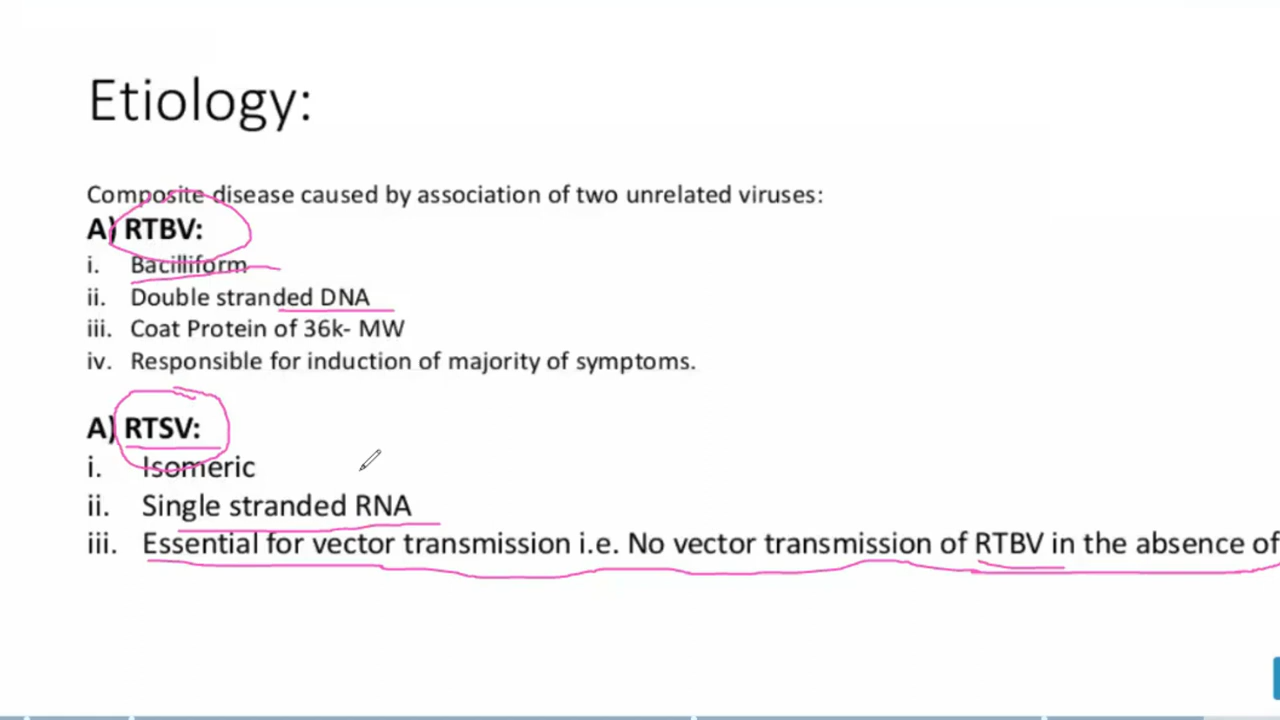 Etiology:
Composite disease caused by association of two unrelated viruses:
A) RTBV:
i. Bacilliform
ii. Double stranded DNA
iii. Coat Protein of 36k- MW
iv. Responsible for induction of majority of symptoms.
A) RTSV:
i. Isomeric
ii. Single stranded RNA
iii. Essential for vector transmission i.e. No vector transmission of RTBV in the absence of